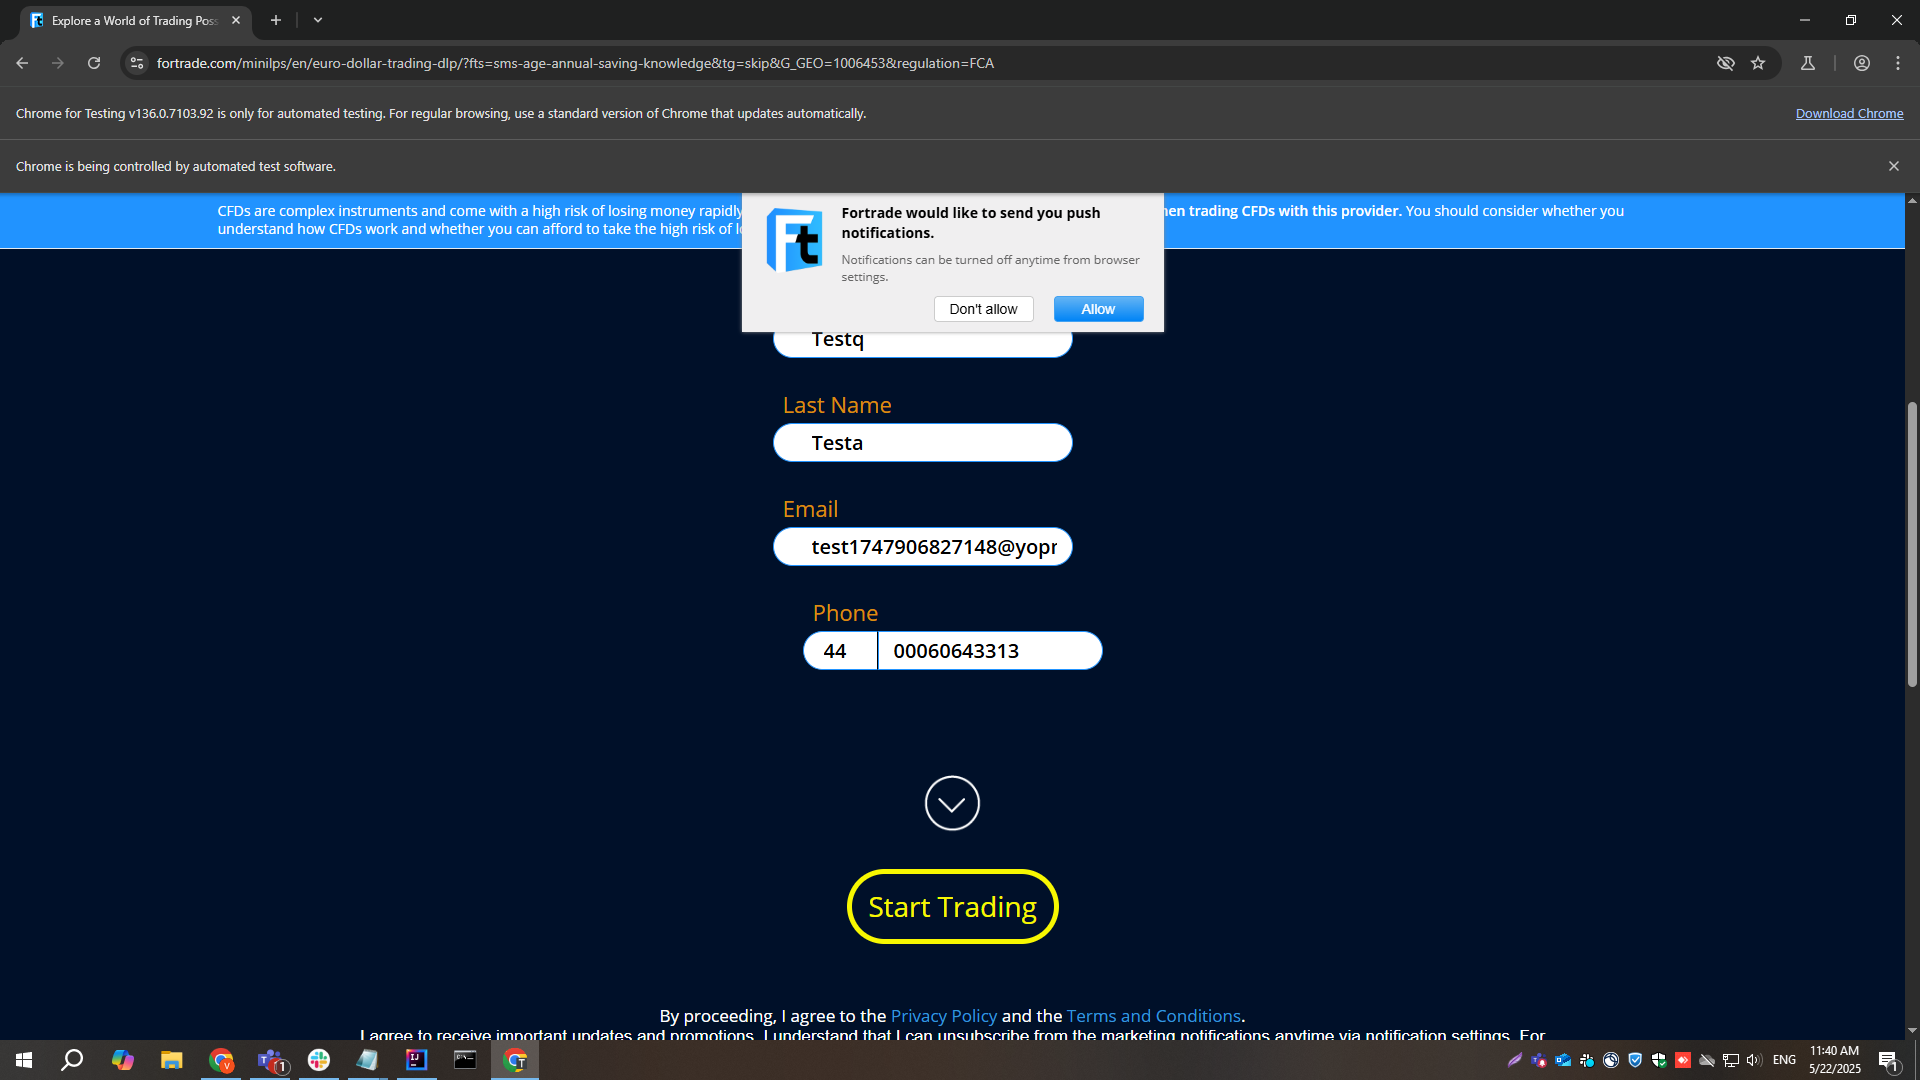 Explore a World of Trading Poss
fortrade.com/minilps/en/euro-dollar-trading-dlp/?fts=sms-age-annual-saving-knowledge&tg=skip&G_GEO=1006453&regulation=FCA
Chrome for Testing v136.0.7103.92 is only for automated testing. For regular browsing, use a standard version of Chrome that updates automatically.
Download Chrome
Chrome is being controlled by automated test software.
CFDs are complex instruments and come with a high risk of losing money rapidly
hen trading CFDs with this provider. You should consider whether you
understand how CFDs work and whether you can afford to take the high risk of l
Ft
Fortrade would like to send you push
notifications.
Notifications can be turned off anytime from browser
settings.
Don't allow
Allow
Testq
Last Name
Testa
Email
test1747906827148@yopr
Phone
44
00060643313
Start Trading
By proceeding, I agree to the Privacy Policy and the Terms and Conditions.
I agree to receive important updates and promotions. I understand that I can unsubscribe from the marketing notifications anytime via notification settings. For
ENG
11:40 AM
5/22/2025